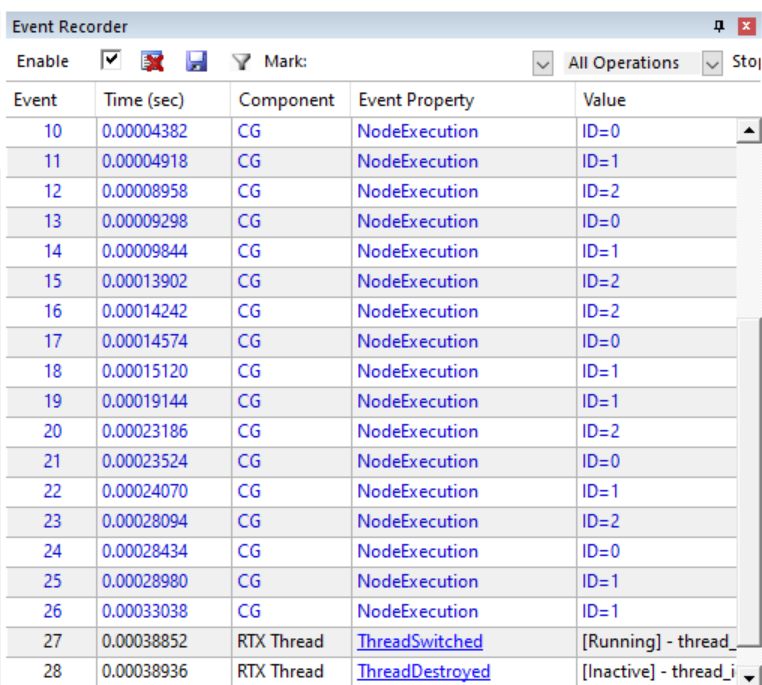 Event Recorder
Enable Mark: All Operations Stop
Event Time (sec) Component Event Property Value
10 0.00004382 CG NodeExecution ID=0
11 0.00004918 CG NodeExecution ID=1
12 0.00008958 CG NodeExecution ID=2
13 0.00009298 CG NodeExecution ID=0
14 0.00009844 CG NodeExecution ID=1
15 0.00013902 CG NodeExecution ID=2
16 0.00014242 CG NodeExecution ID=2
17 0.00014574 CG NodeExecution ID=0
18 0.00015120 CG NodeExecution ID=1
19 0.00019144 CG NodeExecution ID=1
20 0.00023186 CG NodeExecution ID=2
21 0.00023524 CG NodeExecution ID=0
22 0.00024070 CG NodeExecution ID=1
23 0.00028094 CG NodeExecution ID=2
24 0.00028434 CG NodeExecution ID=0
25 0.00028980 CG NodeExecution ID=1
26 0.00033038 CG NodeExecution ID=1
27 0.00038852 RTX Thread ThreadSwitched [Running] - thread_
28 0.00038936 RTX Thread ThreadDestroyed [Inactive] - thread_i